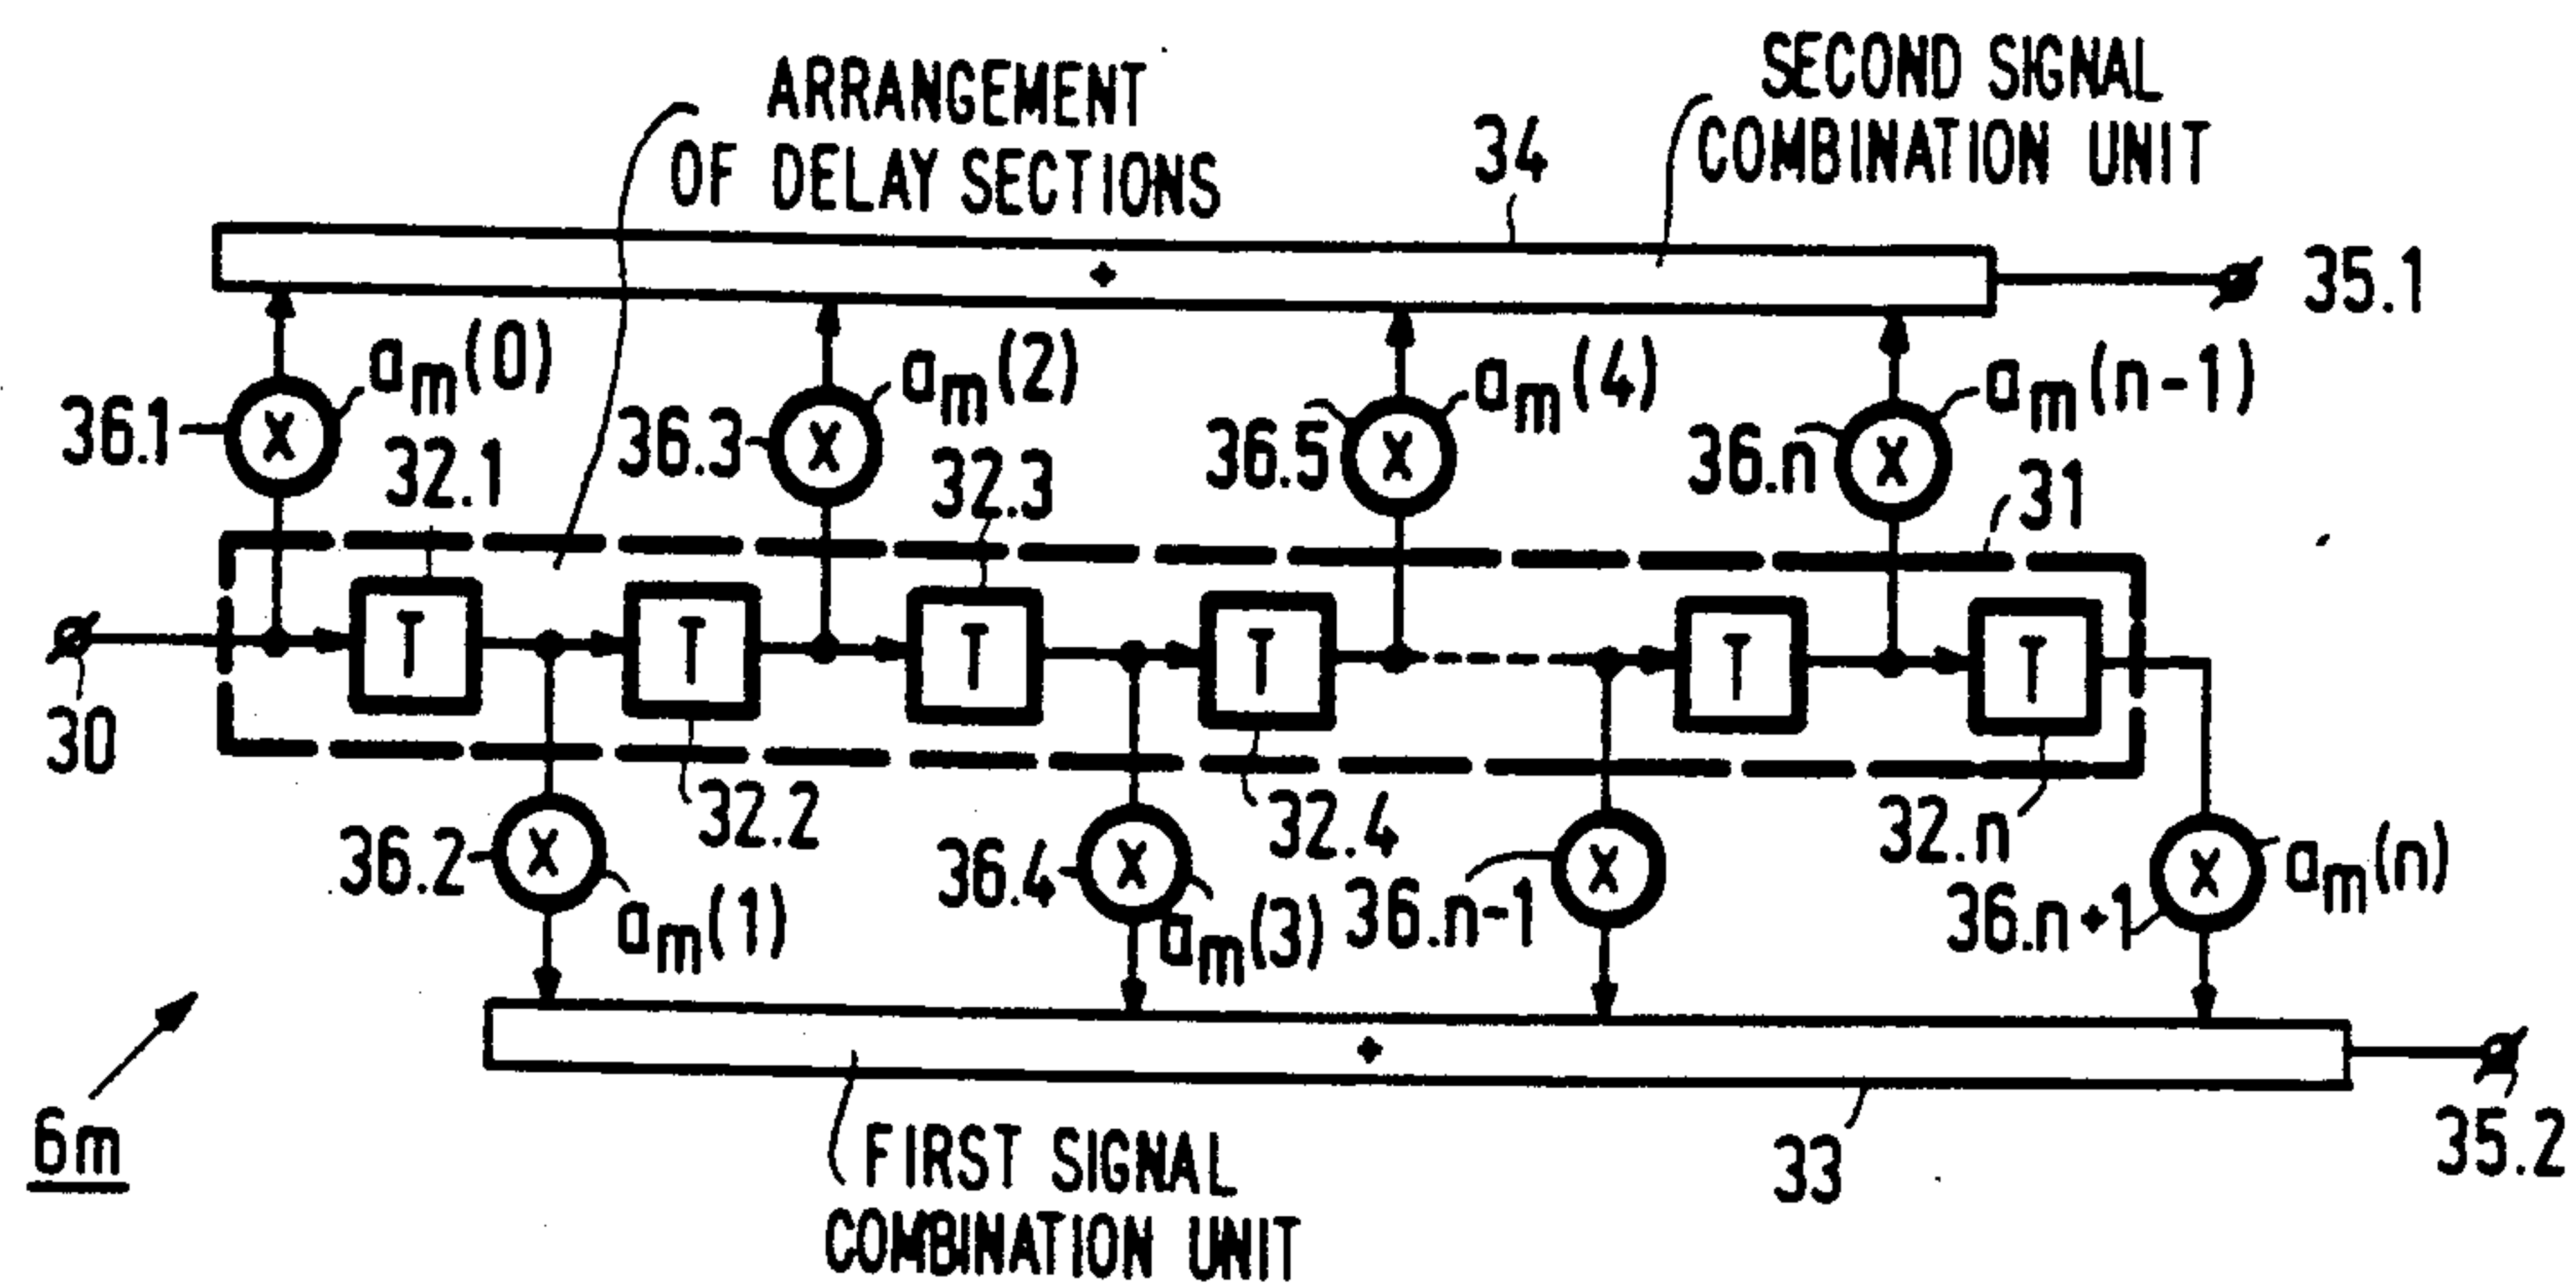 ARRANGEMENT
OF DELAY SECTIONS
SECOND SIGNAL
COMBINATION UNIT
34
+
35.1
36.1
X
am(0)
36.3
X
am(2)
36.5
X
am(4)
36.n
X
am(n-1)
32.1
32.3
31
30
T
T
T
T
T
T
32.2
32.4
32.n
36.2
X
am(1)
36.4
X
am(3)
36.n-1
X
36.n+1
X
am(n)
+
6m
33
35.2
FIRST SIGNAL
COMBINATION UNIT